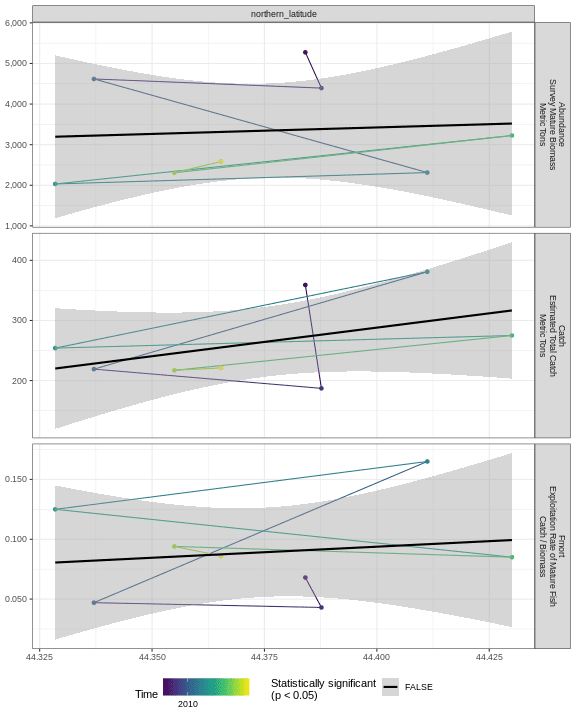 northern_latitude
6,000
5,000
4,000
3,000
2,000
1,000
Abundance
Survey Mature Biomass
Metric Tons
400
300
200
Catch
Estimated Total Catch
Metric Tons
0.150
0.100
0.050
Fmort
Exploitation Rate of Mature Fish
Catch / Biomass
44.325
44.350
44.375
44.400
44.425
Time
2010
Statistically significant
(p < 0.05)
FALSE